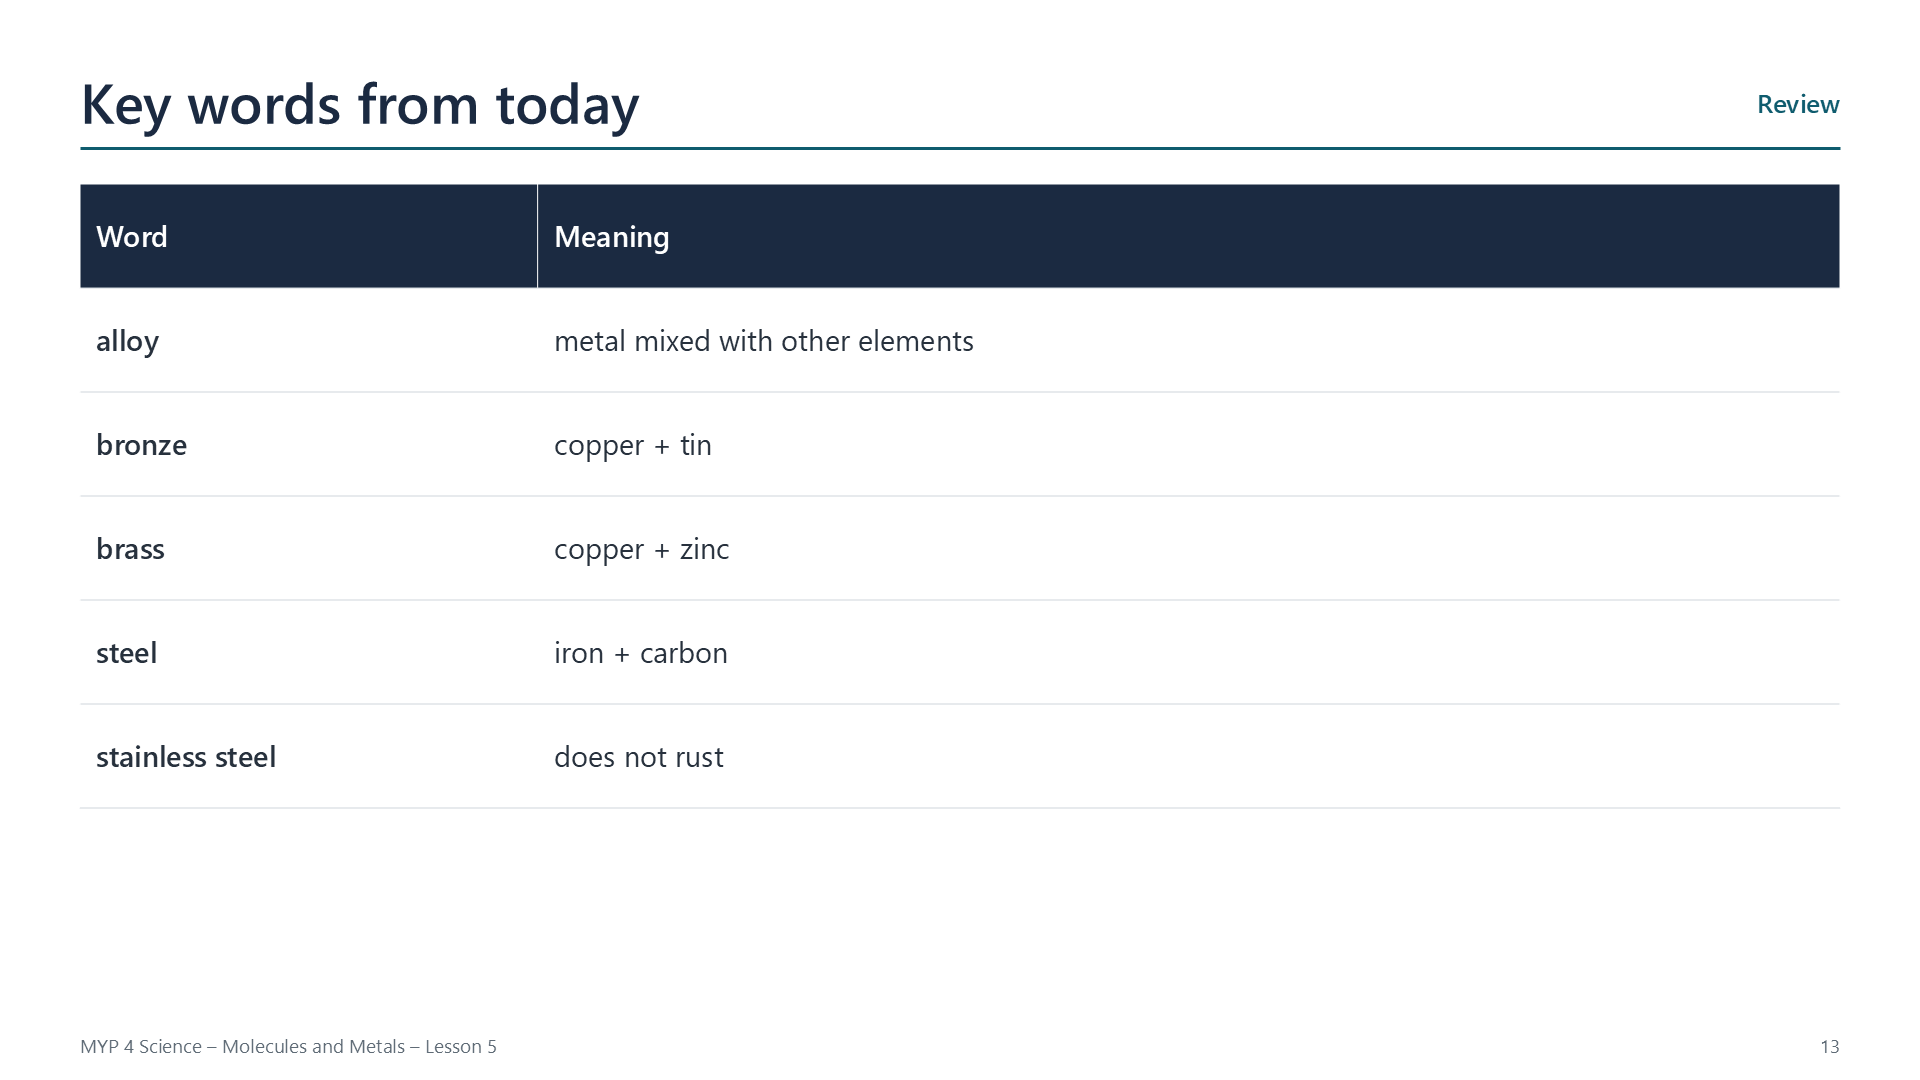 Key words from today
Review
Word Meaning
alloy metal mixed with other elements
bronze copper + tin
brass copper + zinc
steel iron + carbon
stainless steel does not rust
MYP 4 Science – Molecules and Metals – Lesson 5
13